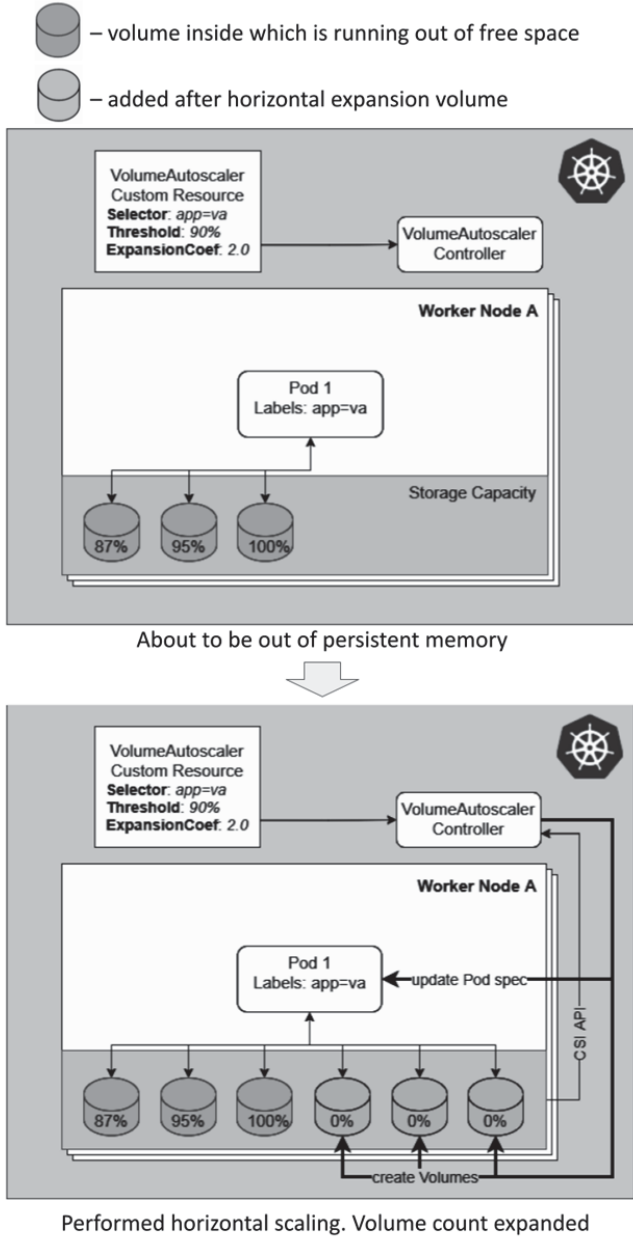 – volume inside which is running out of free space
– added after horizontal expansion volume
VolumeAutoscaler
Custom Resource
Selector: app=va
Threshold: 90%
ExpansionCoef: 2.0
VolumeAutoscaler
Controller
Worker Node A
Pod 1
Labels: app=va
Storage Capacity
87%
95%
100%
About to be out of persistent memory
VolumeAutoscaler
Custom Resource
Selector: app=va
Threshold: 90%
ExpansionCoef: 2.0
VolumeAutoscaler
Controller
Worker Node A
Pod 1
Labels: app=va
update Pod spec
CSI API
87%
95%
100%
0%
0%
0%
create Volumes
Performed horizontal scaling. Volume count expanded